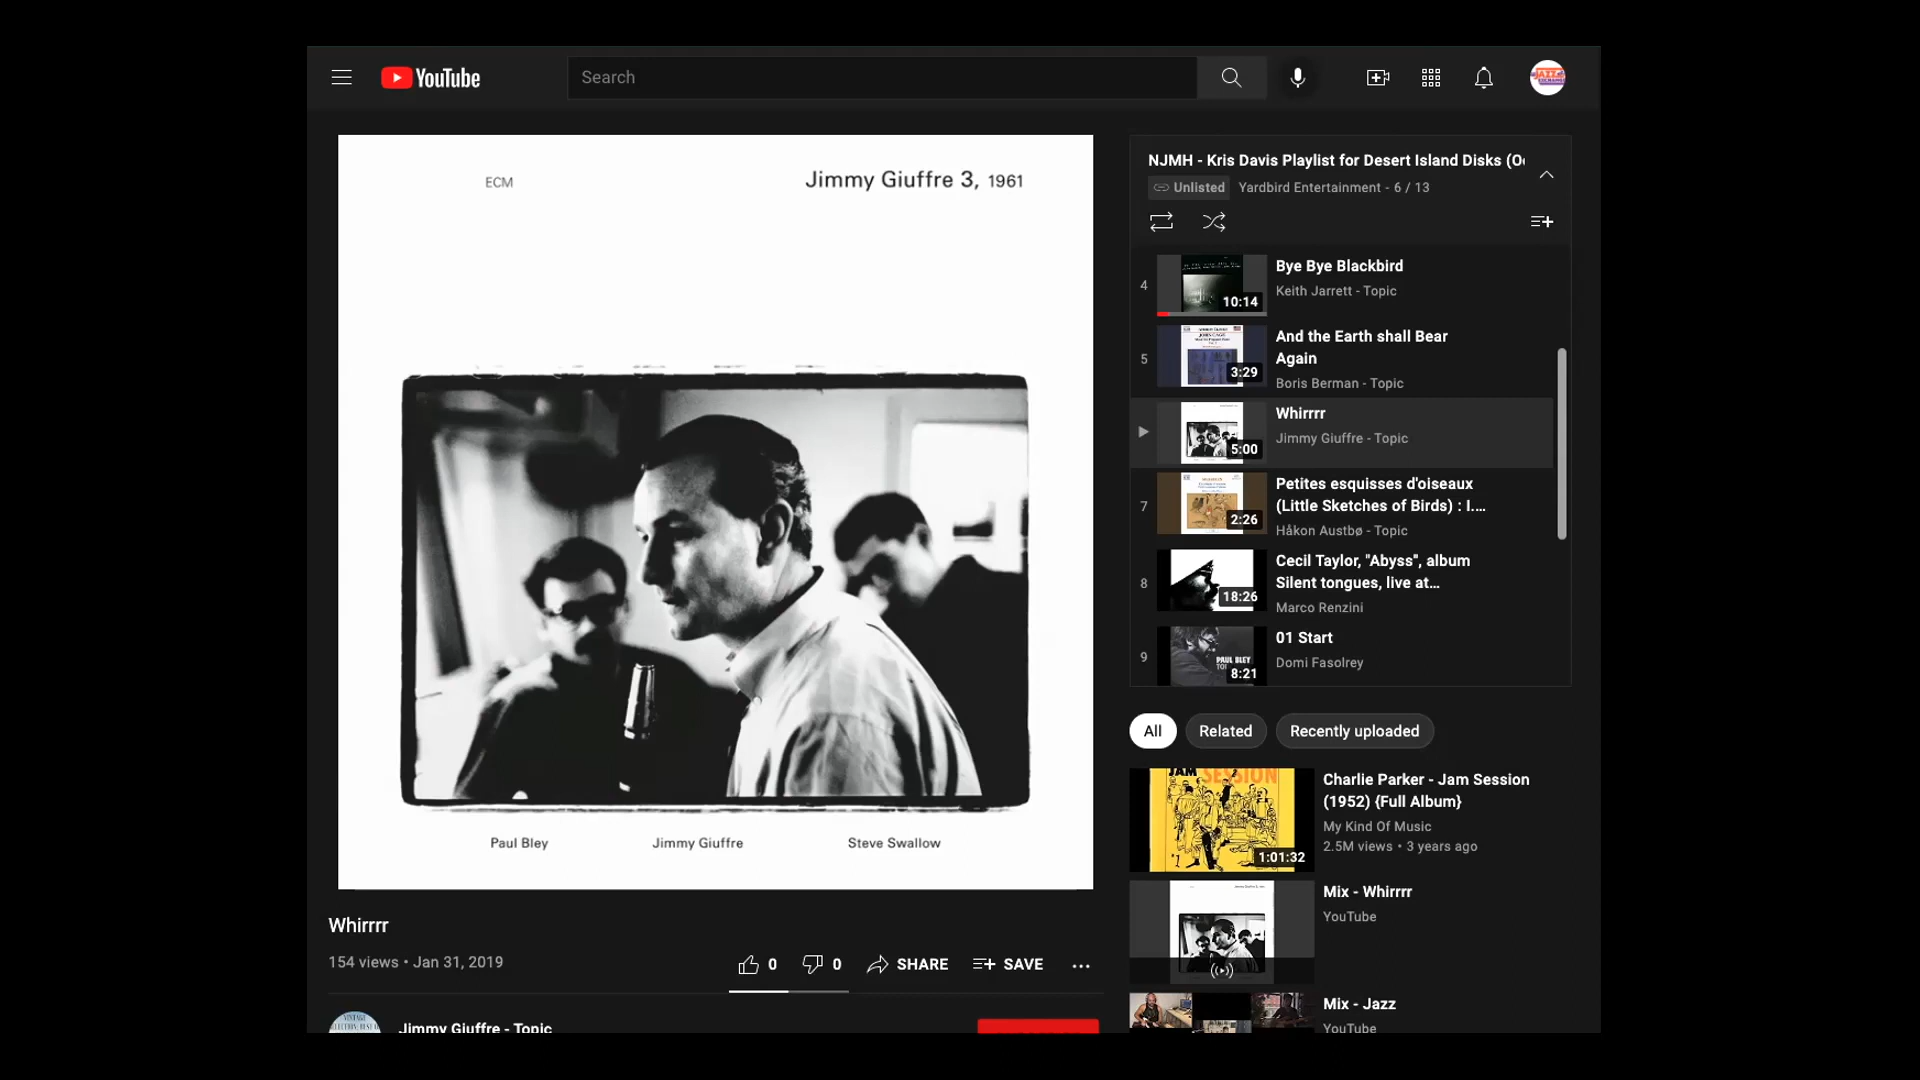 YouTube
Search
JAZZ
ECM
Jimmy Giuffre 3, 1961
Paul Bley
Jimmy Giuffre
Steve Swallow
Whirrrr
154 views • Jan 31, 2019
0
0
SHARE
SAVE
Jimmy Giuffre - Topic
NJMH - Kris Davis Playlist for Desert Island Disks (O
Unlisted
Yardbird Entertainment - 6 / 13
4
10:14
Bye Bye Blackbird
Keith Jarrett - Topic
5
3:29
And the Earth shall Bear
Again
Boris Berman - Topic
5:00
Whirrrr
Jimmy Giuffre - Topic
7
2:26
Petites esquisses d'oiseaux
(Little Sketches of Birds) : I.…
Håkon Austbø - Topic
8
18:26
Cecil Taylor, "Abyss", album
Silent tongues, live at…
Marco Renzini
9
PAUL BLEY
8:21
01 Start
Domi Fasolrey
All
Related
Recently uploaded
JAM SESSION
1:01:32
Charlie Parker - Jam Session
(1952) {Full Album}
My Kind Of Music
2.5M views • 3 years ago
Mix - Whirrrr
YouTube
Mix - Jazz
YouTube